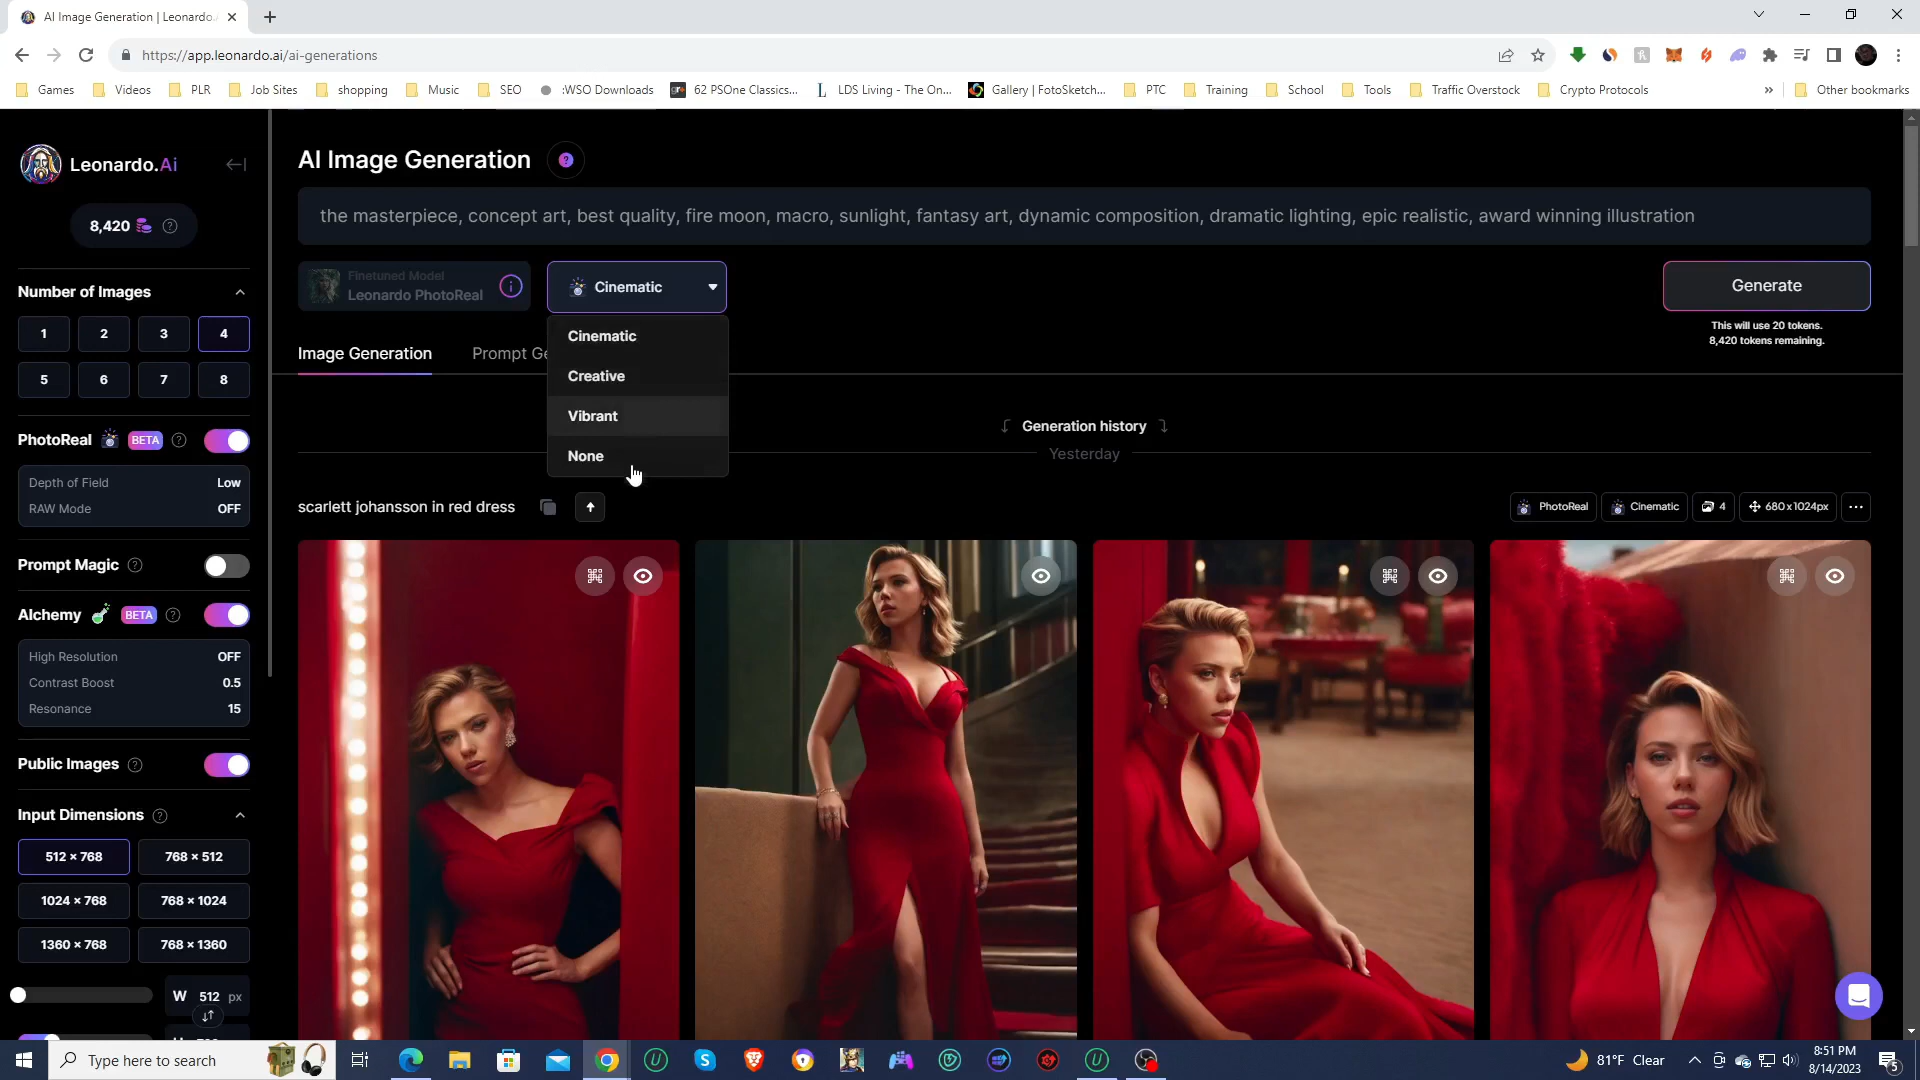 AI Image Generation | Leonardo.
https://app.leonardo.ai/ai-generations
Games
Videos
PLR
Job Sites
shopping
Music
SEO
:WSO Downloads
62 PSOne Classics...
LDS Living - The On...
Gallery | FotoSketch...
PTC
Training
School
Tools
Traffic Overstock
Crypto Protocols
»
Other bookmarks
Leonardo.Ai
8,420
Number of Images
1 2 3 4
5 6 7 8
PhotoReal BETA
Depth of Field Low
RAW Mode OFF
Prompt Magic
Alchemy BETA
High Resolution OFF
Contrast Boost 0.5
Resonance 15
Public Images
Input Dimensions
512 × 768 768 × 512
1024 × 768 768 × 1024
1360 × 768 768 × 1360
W 512 px
AI Image Generation
the masterpiece, concept art, best quality, fire moon, macro, sunlight, fantasy art, dynamic composition, dramatic lighting, epic realistic, award winning illustration
Finetuned Model
Leonardo PhotoReal
Cinematic
Generate
This will use 20 tokens.
8,420 tokens remaining.
Image Generation
Prompt Ge
Cinematic
Creative
Vibrant
None
Generation history
Yesterday
scarlett johansson in red dress
PhotoReal
Cinematic
4
680x1024px
Type here to search
81°F Clear
8:51 PM
8/14/2023
5